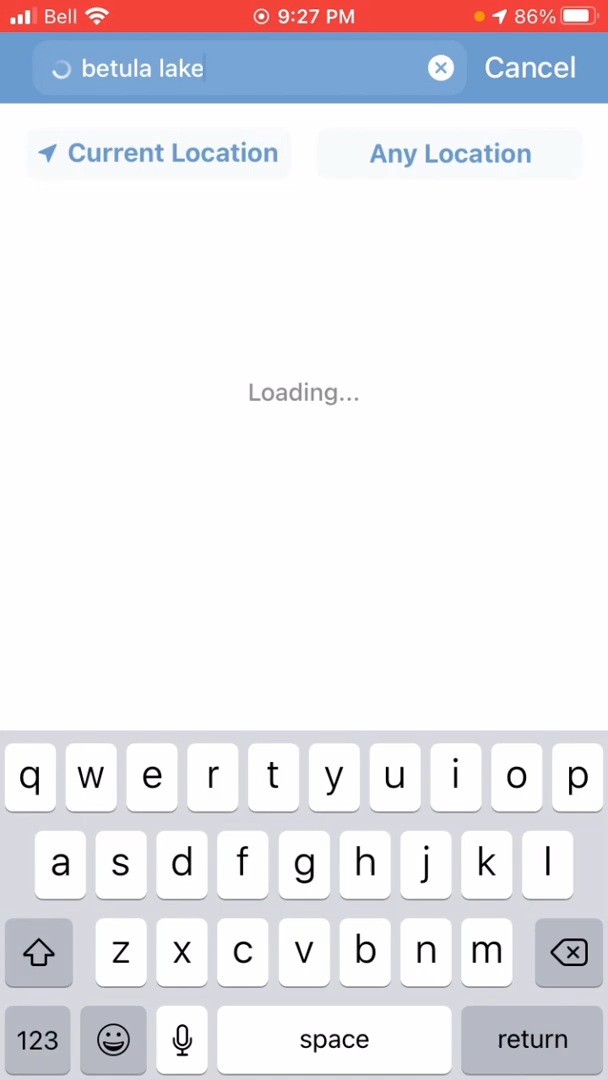 Bell 9:27 PM 86%
betula lake Cancel
Current Location Any Location
Loading...
q w e r t y u i o p
a s d f g h j k l
z x c v b n m
123 space return